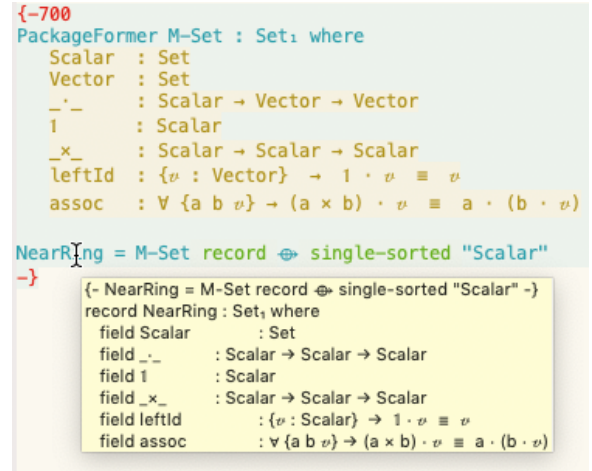 {-700
PackageFormer M-Set : Set₁ where
Scalar : Set
Vector : Set
_·_ : Scalar → Vector → Vector
1 : Scalar
_×_ : Scalar → Scalar → Scalar
leftId : {𝓋 : Vector} → 1 · 𝓋 ≡ 𝓋
assoc : ∀ {a b 𝓋} → (a × b) · 𝓋 ≡ a · (b · 𝓋)
NearRing = M-Set record ⟴ single-sorted "Scalar"
-}
{- NearRing = M-Set record ⟴ single-sorted "Scalar" -}
record NearRing : Set₁ where
field Scalar : Set
field _·_ : Scalar → Scalar → Scalar
field 1 : Scalar
field _×_ : Scalar → Scalar → Scalar
field leftId : {𝓋 : Scalar} → 1 · 𝓋 ≡ 𝓋
field assoc : ∀ {a b 𝓋} → (a × b) · 𝓋 ≡ a · (b · 𝓋)